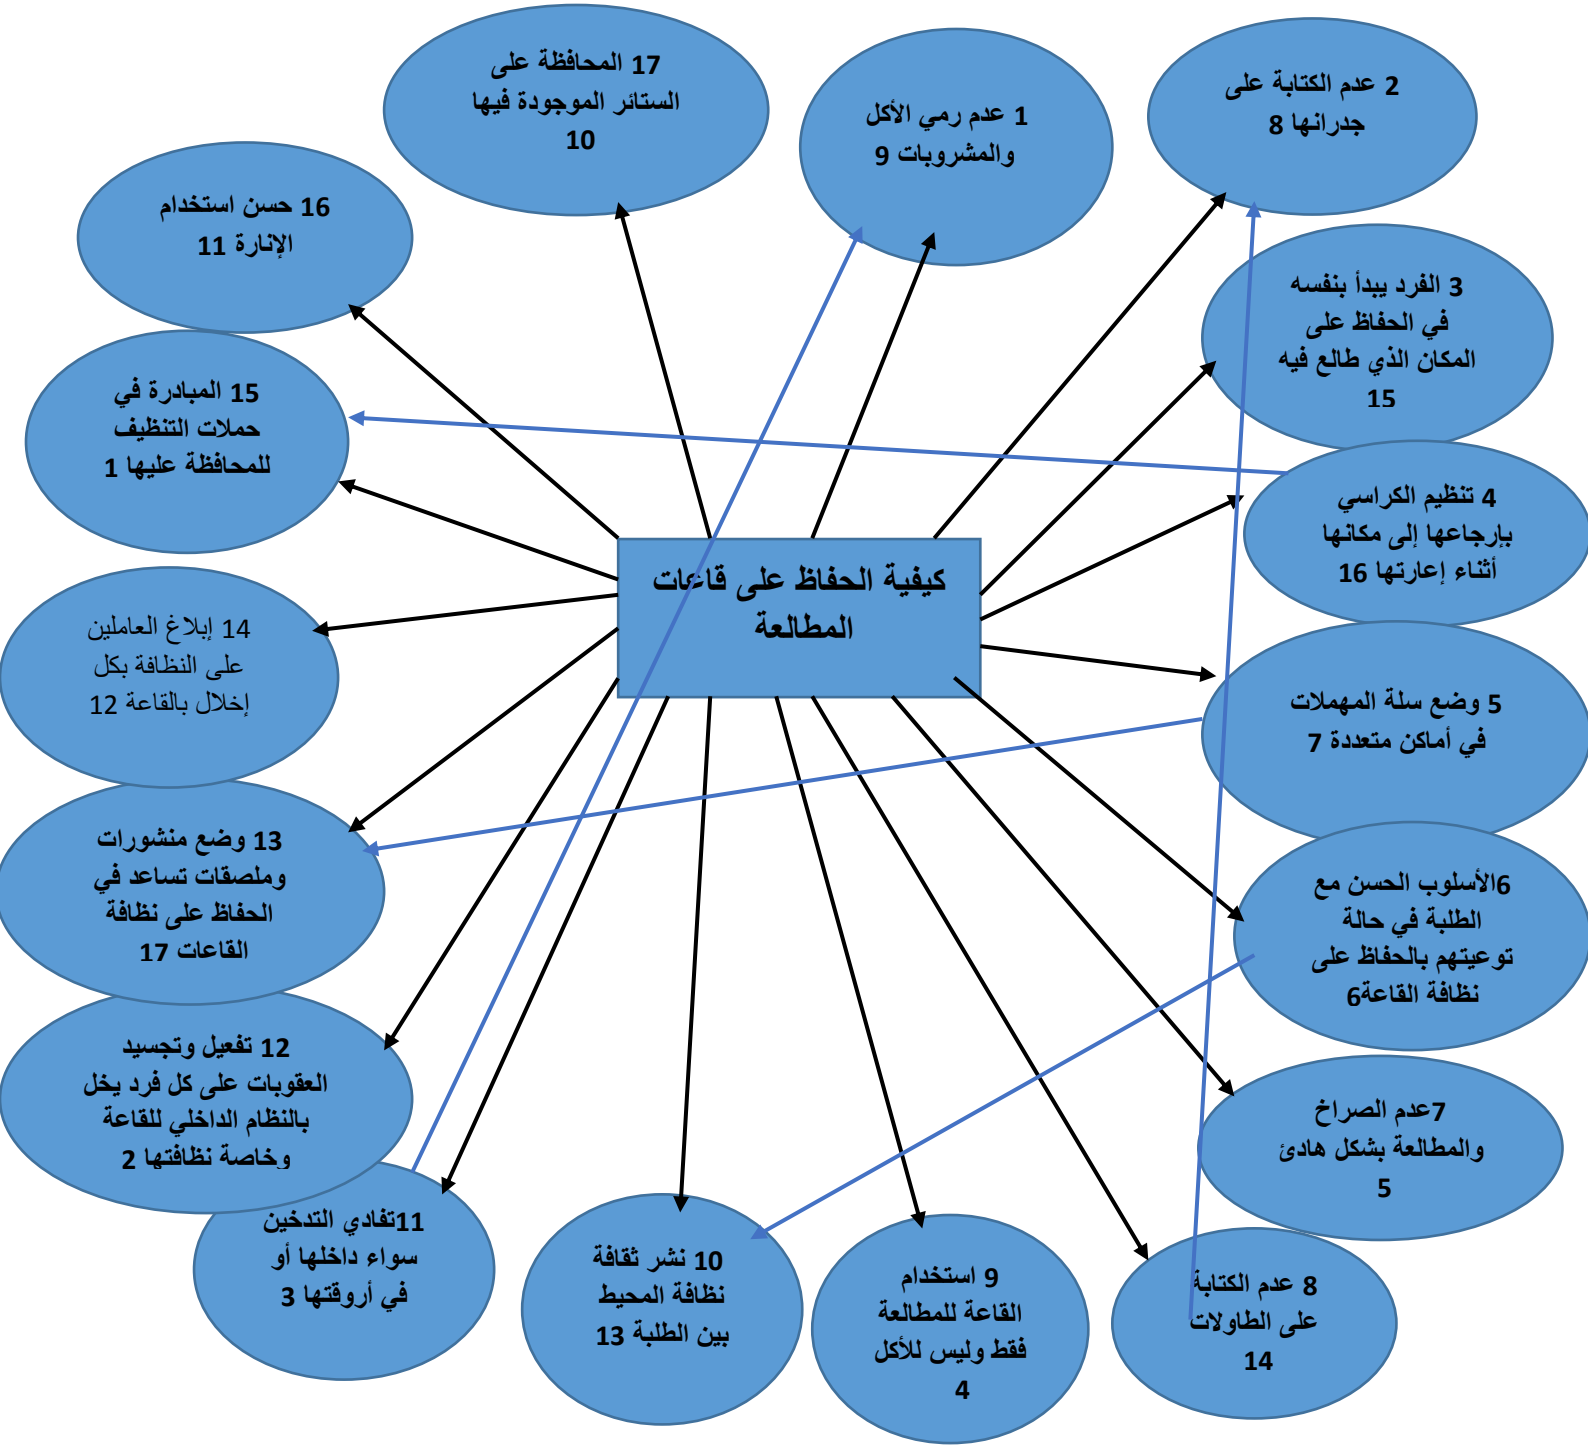 كيفية الحفاظ على قاعات
المطالعة
1 عدم رمي الأكل
والمشروبات 9
2 عدم الكتابة على
جدرانها 8
3 الفرد يبدأ بنفسه
في الحفاظ على
المكان الذي طالع فيه
15
4 تنظيم الكراسي
بإرجاعها إلى مكانها
أثناء إعارتها 16
5 وضع سلة المهملات
في أماكن متعددة 7
6الأسلوب الحسن مع
الطلبة في حالة
توعيتهم بالحفاظ على
نظافة القاعة6
7عدم الصراخ
والمطالعة بشكل هادئ
5
8 عدم الكتابة
على الطاولات
14
9 استخدام
القاعة للمطالعة
فقط وليس للأكل
4
10 نشر ثقافة
نظافة المحيط
بين الطلبة 13
11تفادي التدخين
سواء داخلها أو
في أروقتها 3
12 تفعيل وتجسيد
العقوبات على كل فرد يخل
بالنظام الداخلي للقاعة
وخاصة نظافتها 2
13 وضع منشورات
وملصقات تساعد في
الحفاظ على نظافة
القاعات 17
14 إبلاغ العاملين
على النظافة بكل
إخلال بالقاعة 12
15 المبادرة في
حملات التنظيف
للمحافظة عليها 1
16 حسن استخدام
الإنارة 11
17 المحافظة على
الستائر الموجودة فيها
10